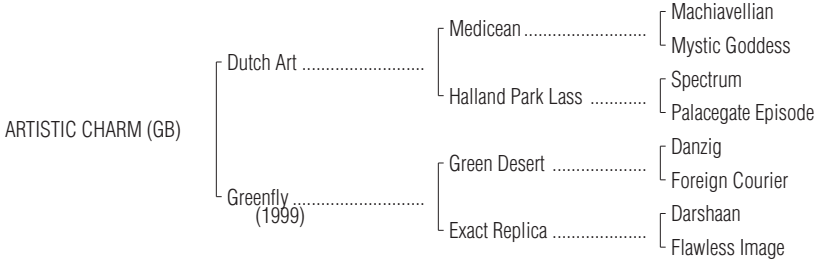 Machiavellian
Medicean ..........................
Mystic Goddess
Dutch Art ..........................
Spectrum
Halland Park Lass ............
Palacegate Episode
ARTISTIC CHARM (GB)
Danzig
Green Desert ....................
Foreign Courier
Greenfly ............................
(1999)
Darshaan
Exact Replica ....................
Flawless Image